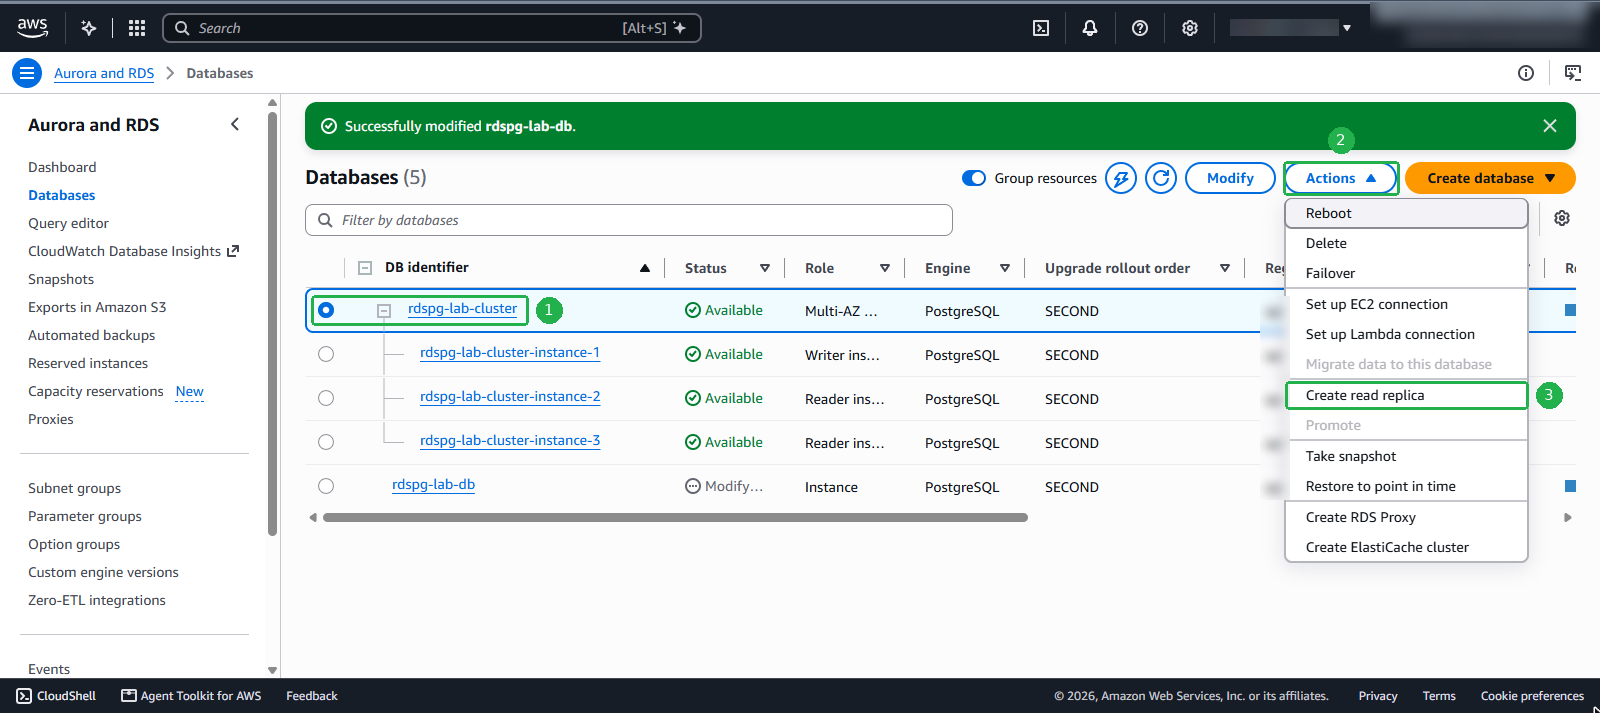 aws
Search [Alt+S]
Aurora and RDS > Databases
Aurora and RDS
Dashboard
Databases
Query editor
CloudWatch Database Insights
Snapshots
Exports in Amazon S3
Automated backups
Reserved instances
Capacity reservations New
Proxies
Subnet groups
Parameter groups
Option groups
Custom engine versions
Zero-ETL integrations
Events
Successfully modified rdspg-lab-db.
2
Databases (5)
Group resources
Modify
Actions
Create database
Filter by databases
DB identifier Status Role Engine Upgrade rollout order Re
rdspg-lab-cluster 1 Available Multi-AZ ... PostgreSQL SECOND
rdspg-lab-cluster-instance-1 Available Writer ins... PostgreSQL SECOND
rdspg-lab-cluster-instance-2 Available Reader ins... PostgreSQL SECOND
rdspg-lab-cluster-instance-3 Available Reader ins... PostgreSQL SECOND
rdspg-lab-db Modify... Instance PostgreSQL SECOND
Reboot
Delete
Failover
Set up EC2 connection
Set up Lambda connection
Migrate data to this database
Create read replica 3
Promote
Take snapshot
Restore to point in time
Create RDS Proxy
Create ElastiCache cluster
CloudShell Agent Toolkit for AWS Feedback © 2026, Amazon Web Services, Inc. or its affiliates. Privacy Terms Cookie preferences